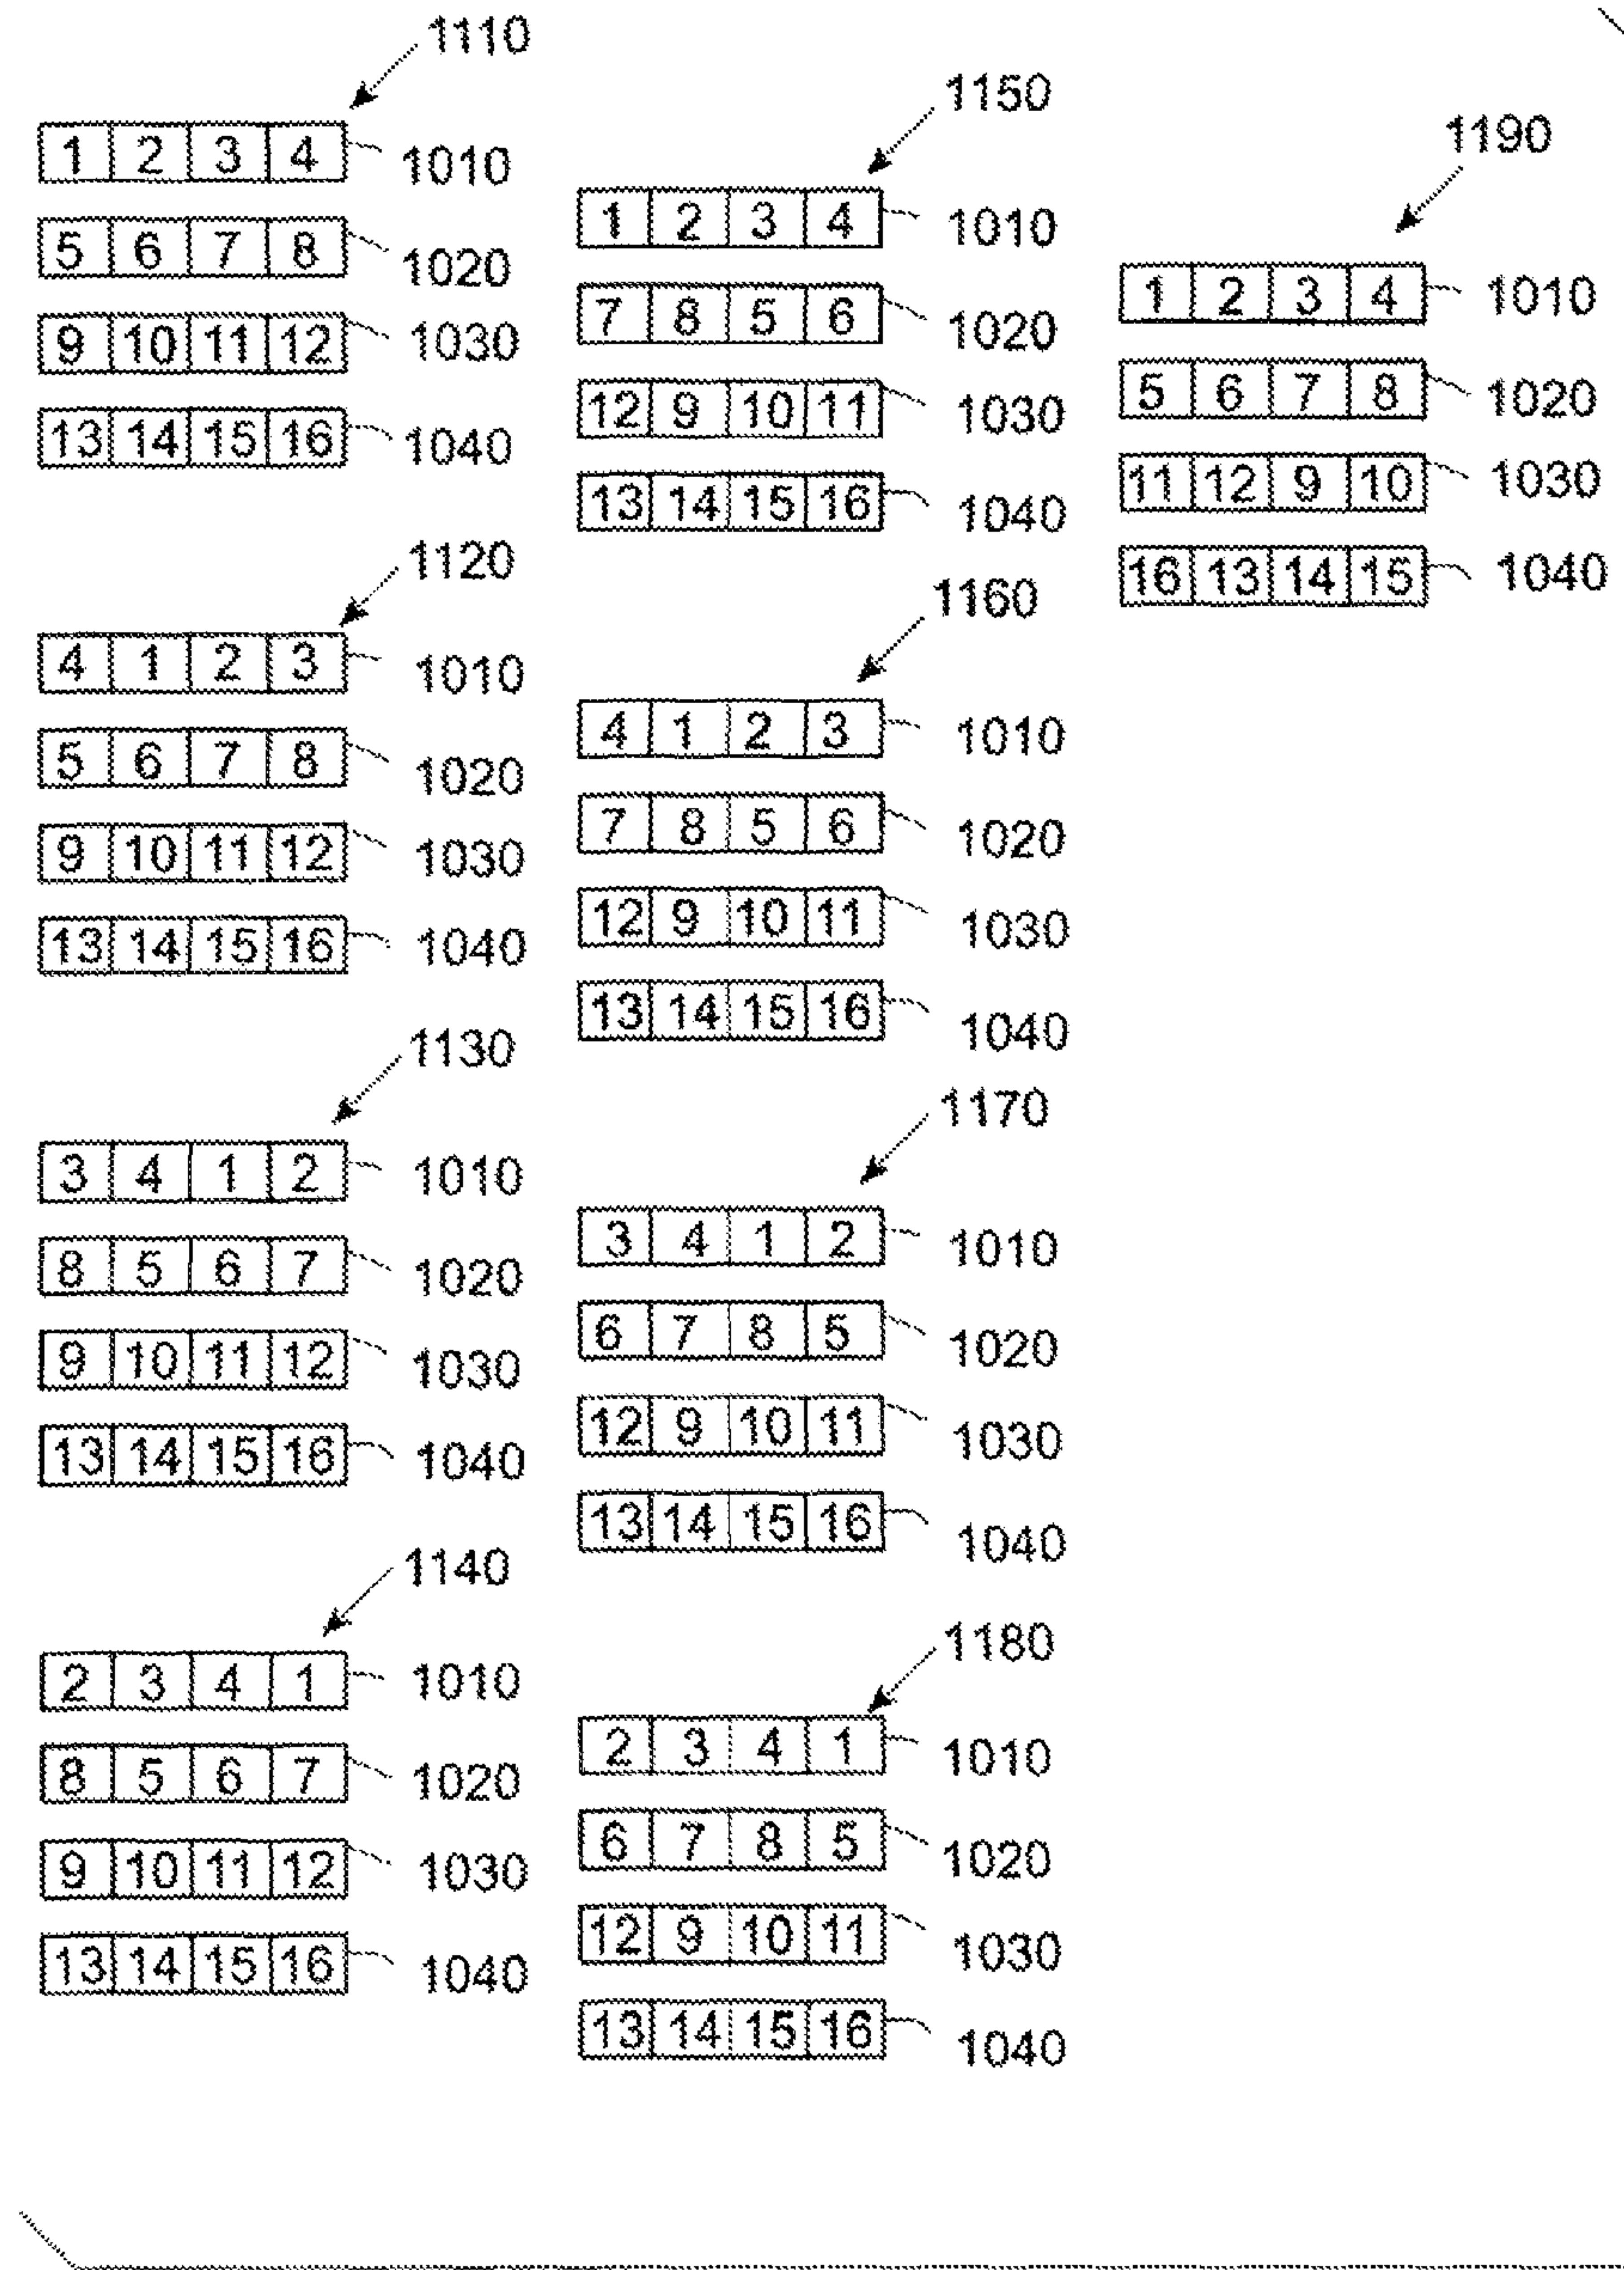 1110
1 2 3 4 1010
5 6 7 8 1020
9 10 11 12 1030
13 14 15 16 1040
1120
4 1 2 3 1010
5 6 7 8 1020
9 10 11 12 1030
13 14 15 16 1040
1130
3 4 1 2 1010
8 5 6 7 1020
9 10 11 12 1030
13 14 15 16 1040
1140
2 3 4 1 1010
8 5 6 7 1020
9 10 11 12 1030
13 14 15 16 1040
1150
1 2 3 4 1010
7 8 5 6 1020
12 9 10 11 1030
13 14 15 16 1040
1160
4 1 2 3 1010
7 8 5 6 1020
12 9 10 11 1030
13 14 15 16 1040
1170
3 4 1 2 1010
6 7 8 5 1020
12 9 10 11 1030
13 14 15 16 1040
1180
2 3 4 1 1010
6 7 8 5 1020
12 9 10 11 1030
13 14 15 16 1040
1190
1 2 3 4 1010
5 6 7 8 1020
11 12 9 10 1030
16 13 14 15 1040